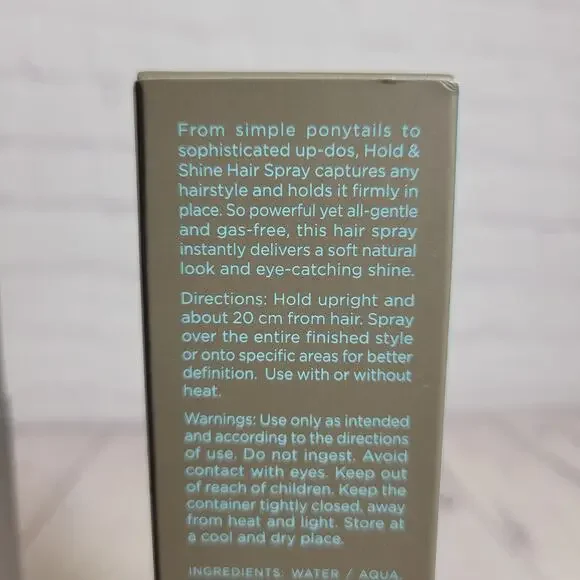 From simple ponytails to
sophisticated up-dos, Hold &
Shine Hair Spray captures any
hairstyle and holds it firmly in
place. So powerful yet all-gentle
and gas-free, this hair spray
instantly delivers a soft natural
look and eye-catching shine.
Directions: Hold upright and
about 20 cm from hair. Spray
over the entire finished style
or onto specific areas for better
definition. Use with or without
heat.
Warnings: Use only as intended
and according to the directions
of use. Do not ingest. Avoid
contact with eyes. Keep out
of reach of children. Keep the
container tightly closed, away
from heat and light. Store at
a cool and dry place.
INGREDIENTS: WATER / AQUA,